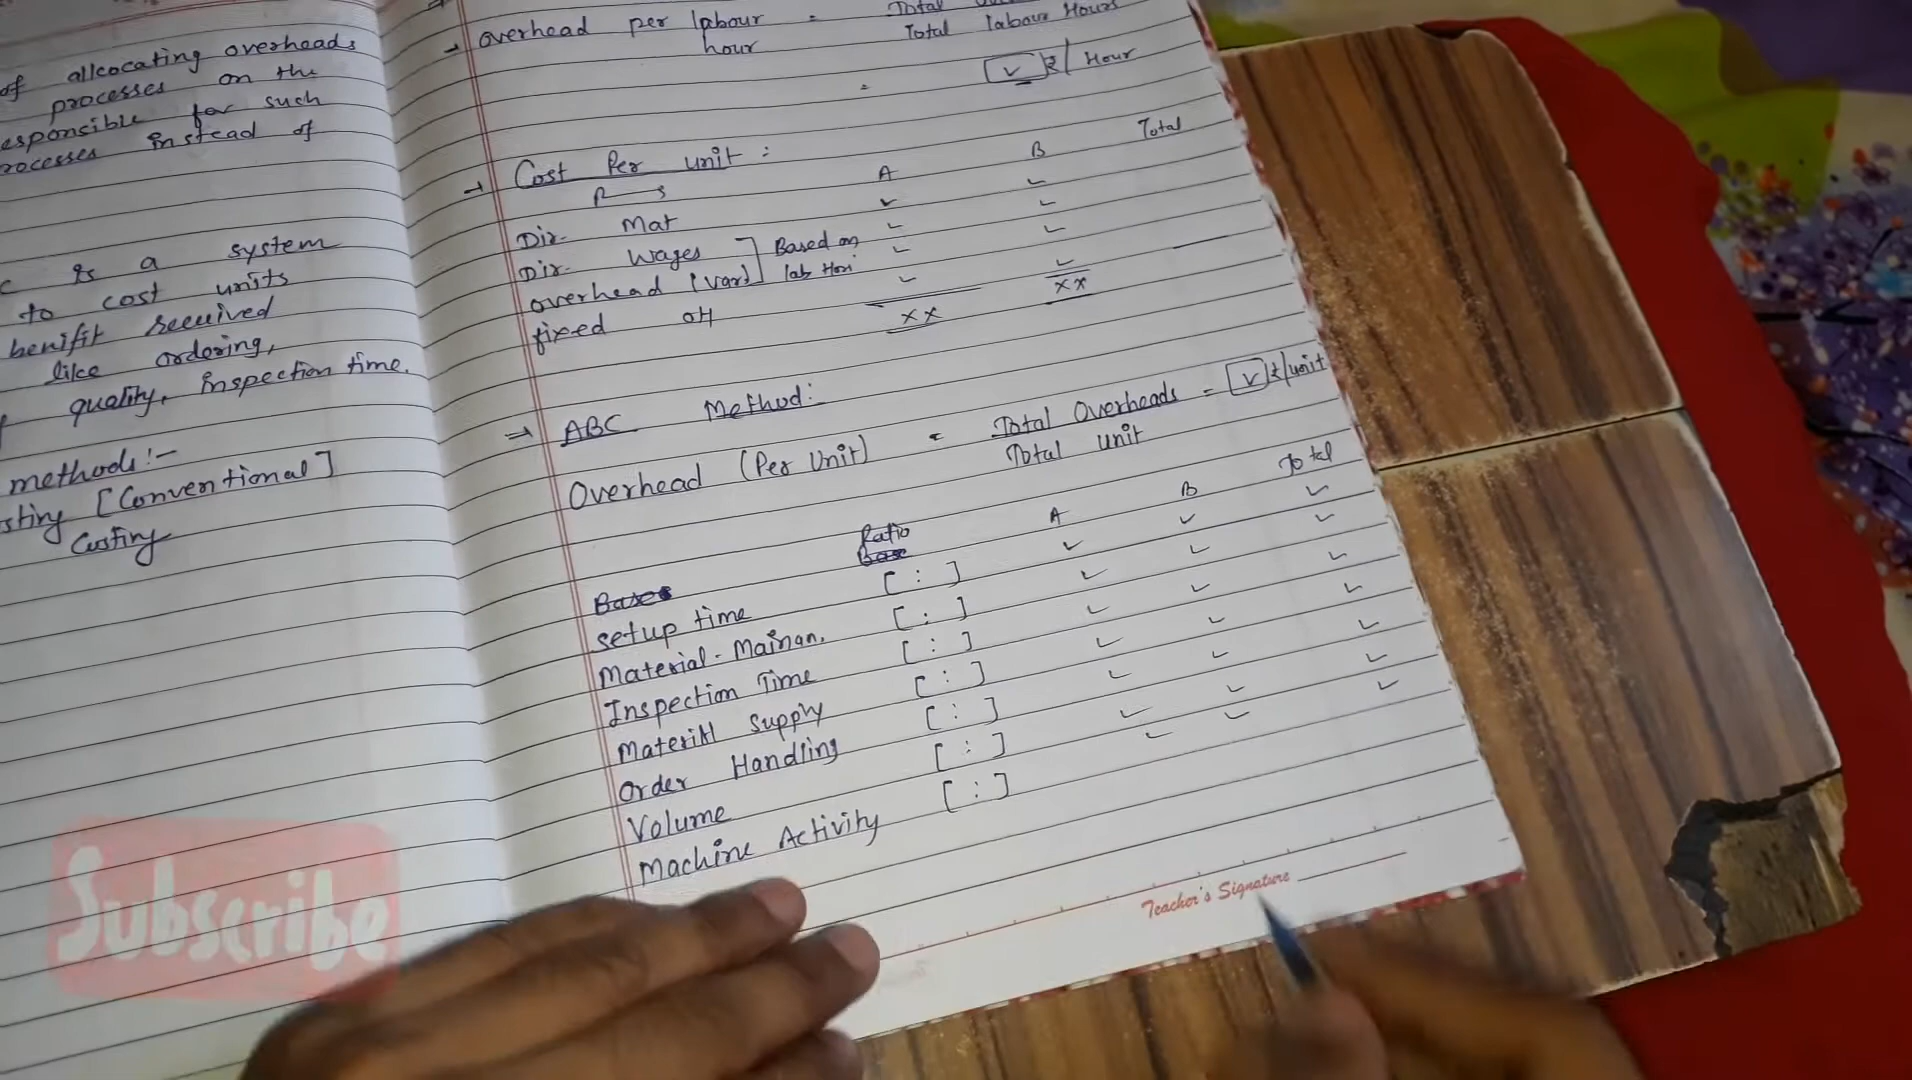 of allcocating overheads
processes on the
esponsible for such
rocesses instead of
c is a system
to cost units
benifit received
like ordering,
quality, inspection time.
methods:-
sting [Conventional]
Custing
→ overhead per labour hour = Total
Total labour Hours
= [✓] ₹/ Hour
→ Cost Per unit :
A B Total
Dir. Mat ✓ ✓
Dir. Wages ✓ ✓
overhead (var) ✓ ✓
Based on
lab Hou
fixed OH ✓ ✓
xx xx
⇒ ABC Method:
Overhead (Per Unit) = Total Overheads = [✓] ₹/unit
Total unit
Ratio A B Total
Base
Bases
setup time [ : ] ✓ ✓ ✓
Material - Mainan. [ : ] ✓ ✓ ✓
Inspection Time [ : ] ✓ ✓ ✓
Material Supply [ : ] ✓ ✓ ✓
Order Handling [ : ] ✓ ✓ ✓
Volume [ : ] ✓ ✓ ✓
Machine Activity [ : ] ✓ ✓ ✓
Teacher's Signature
Subscribe